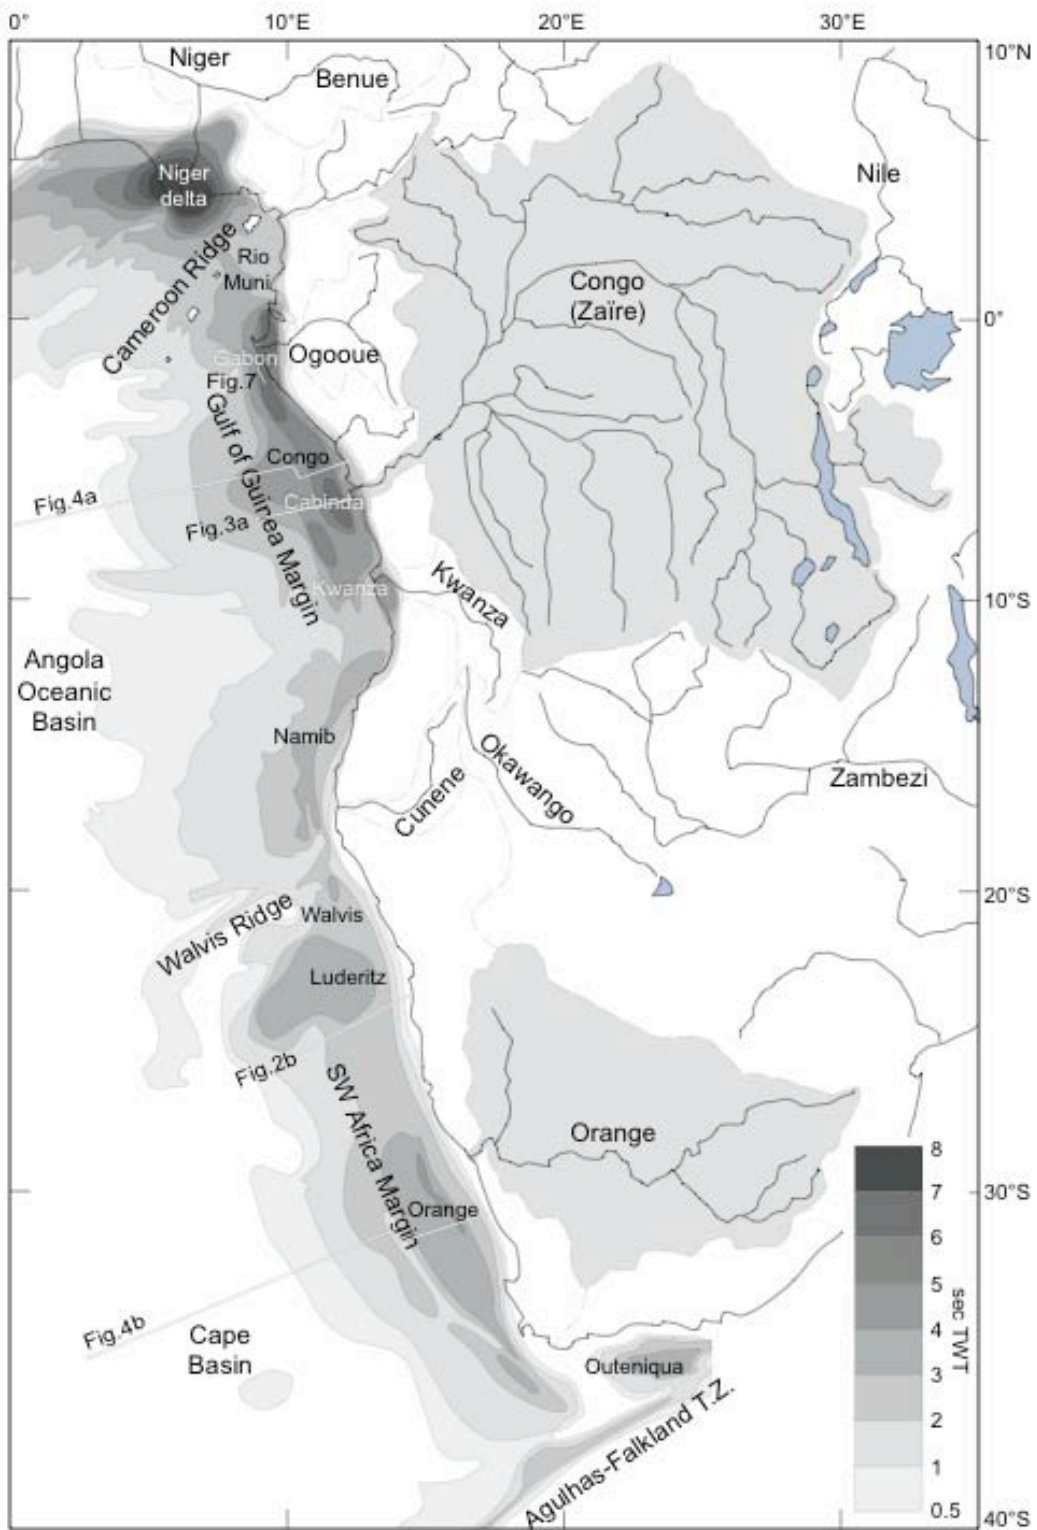 0°
10°E
20°E
30°E
10°N
Niger
Benue
Nile
Niger
delta
Cameroon Ridge
Rio
Muni
Congo
(Zaïre)
0°
Gabon
Ogooue
Fig.7
Gulf of Guinea Margin
Congo
Fig.4a
Cabinda
Fig.3a
Kwanza
Kwanza
10°S
Angola
Oceanic
Basin
Namib
Okawango
Cunene
Zambezi
20°S
Walvis
Walvis Ridge
Luderitz
Fig.2b
SW Africa Margin
Orange
8
7
30°S
Orange
6
5
sec TWT
Fig.4b
4
Cape
Basin
Outeniqua
3
2
Agulhas-Falkland T.Z.
1
0.5
40°S